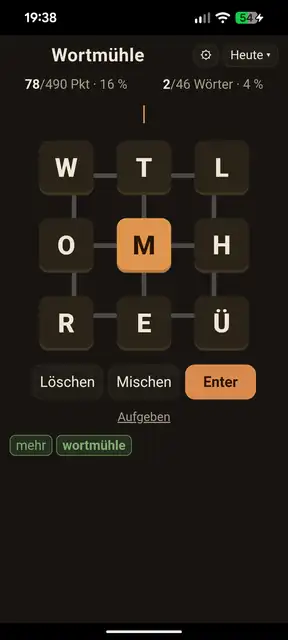 19:38
54
Wortmühle
Heute
78/490 Pkt · 16 %
2/46 Wörter · 4 %
W T L
O M H
R E Ü
Löschen Mischen Enter
Aufgeben
mehr wortmühle